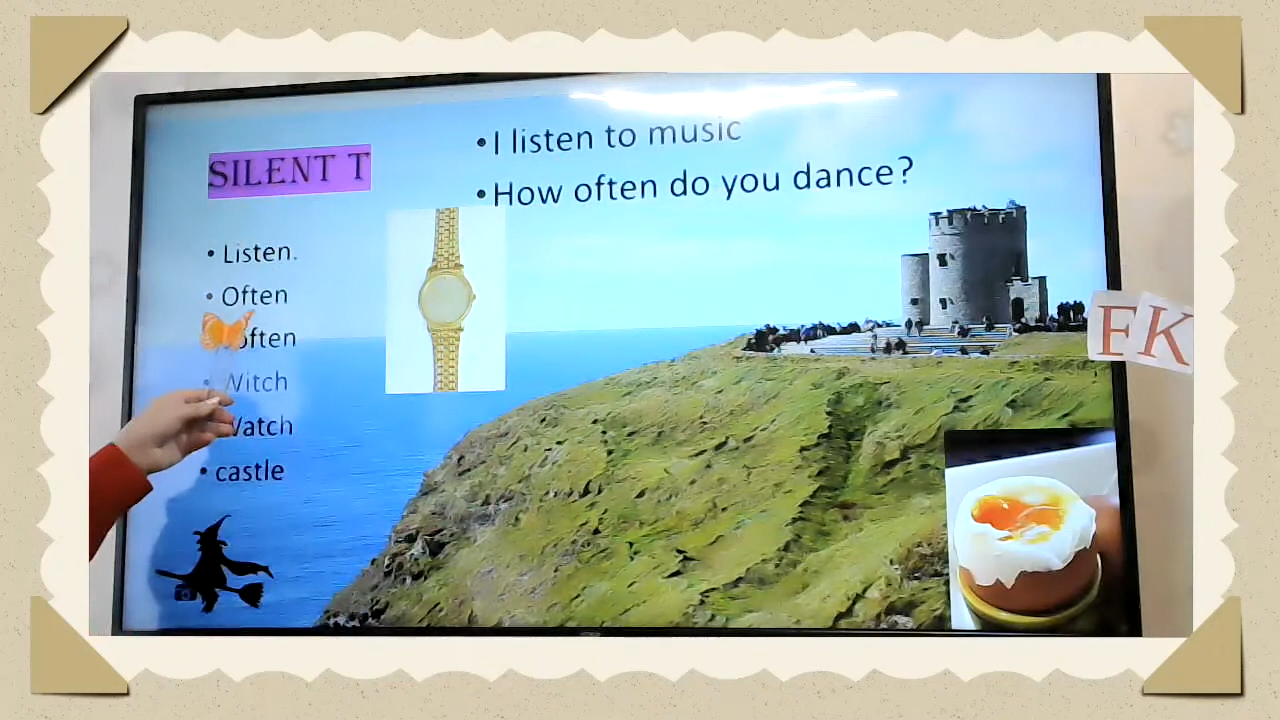 SILENT T
• I listen to music
• How often do you dance?
• Listen.
• Often
often
• Witch
Watch
• castle
FK